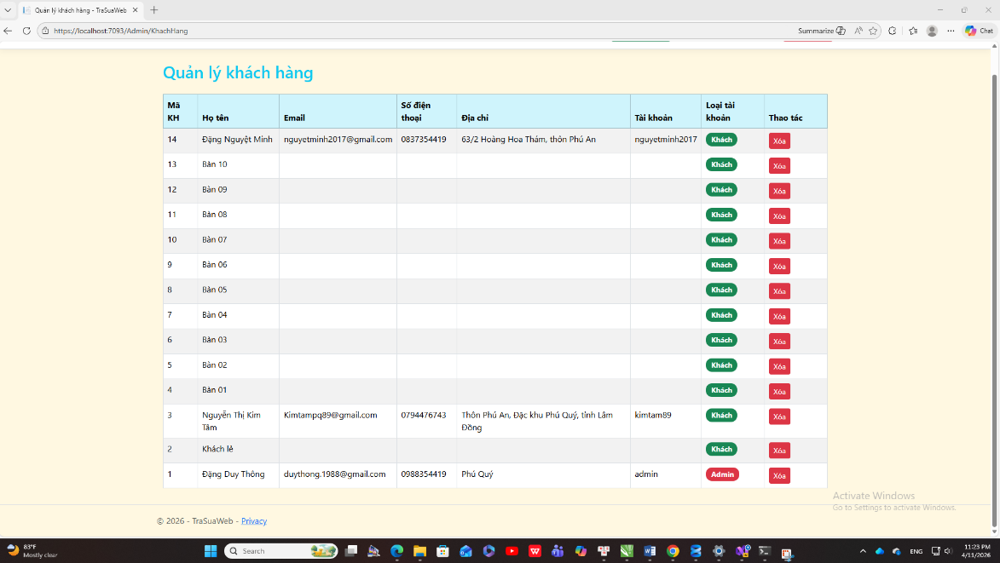 Quản lý khách hàng - TraSuaWeb
https://localhost:7093/Admin/KhachHang
Summarize
Chat
Quản lý khách hàng
Mã KH Họ tên Email Số điện thoại Địa chỉ Tài khoản Loại tài khoản Thao tác
14 Đặng Nguyệt Minh nguyetminh2017@gmail.com 0837354419 63/2 Hoàng Hoa Thám, thôn Phú An nguyetminh2017 Khách Xóa
13 Bàn 10 Khách Xóa
12 Bàn 09 Khách Xóa
11 Bàn 08 Khách Xóa
10 Bàn 07 Khách Xóa
9 Bàn 06 Khách Xóa
8 Bàn 05 Khách Xóa
7 Bàn 04 Khách Xóa
6 Bàn 03 Khách Xóa
5 Bàn 02 Khách Xóa
4 Bàn 01 Khách Xóa
3 Nguyễn Thị Kim Tâm Kimtampq89@gmail.com 0794476743 Thôn Phú An, Đặc khu Phú Quý, tỉnh Lâm Đồng kimtam89 Khách Xóa
2 Khách lẻ Khách Xóa
1 Đặng Duy Thông duythong.1988@gmail.com 0988354419 Phú Quý admin Admin Xóa
Activate Windows
Go to Settings to activate Windows.
© 2026 - TraSuaWeb - Privacy
83°F
Mostly clear
Search
ENG
11:23 PM
4/11/2026